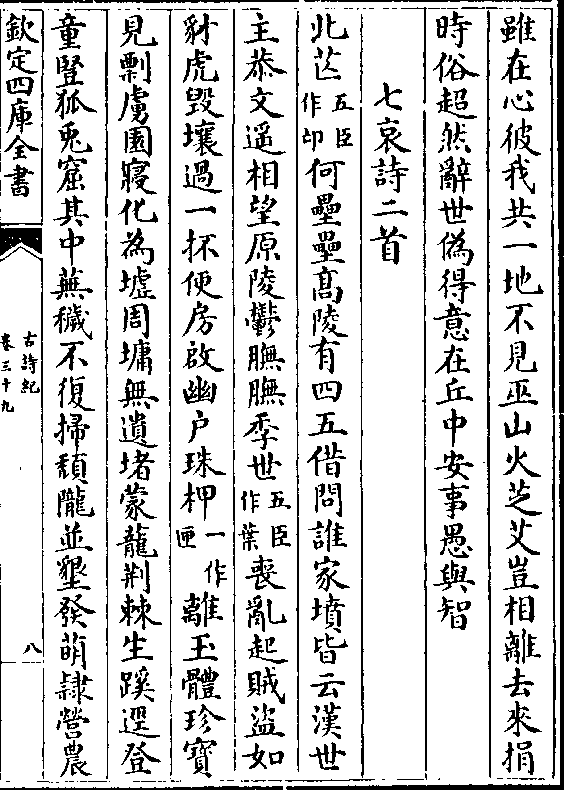 雖在心彼我共一地不見巫山火芝艾豈相離去來捐
時俗超然辭世偽得意在丘中安事愚與智
七哀詩二首
北芒五臣作印何壘壘髙陵有四五借問誰家墳皆云漢世
主恭文遥相望原陵鬱膴膴季世五臣作葉喪亂起賊盜如
豺虎毁壤過一抔便房啟幽户珠柙一作匣離玉體珍寶
見剽虜園寢化為墟周墉無遺堵蒙蘢荆棘生蹊逕登
童豎狐兎窟其中蕪穢不復掃頽隴並墾發萌隷營農
欽定四庫全書
古詩紀
卷三十九
八